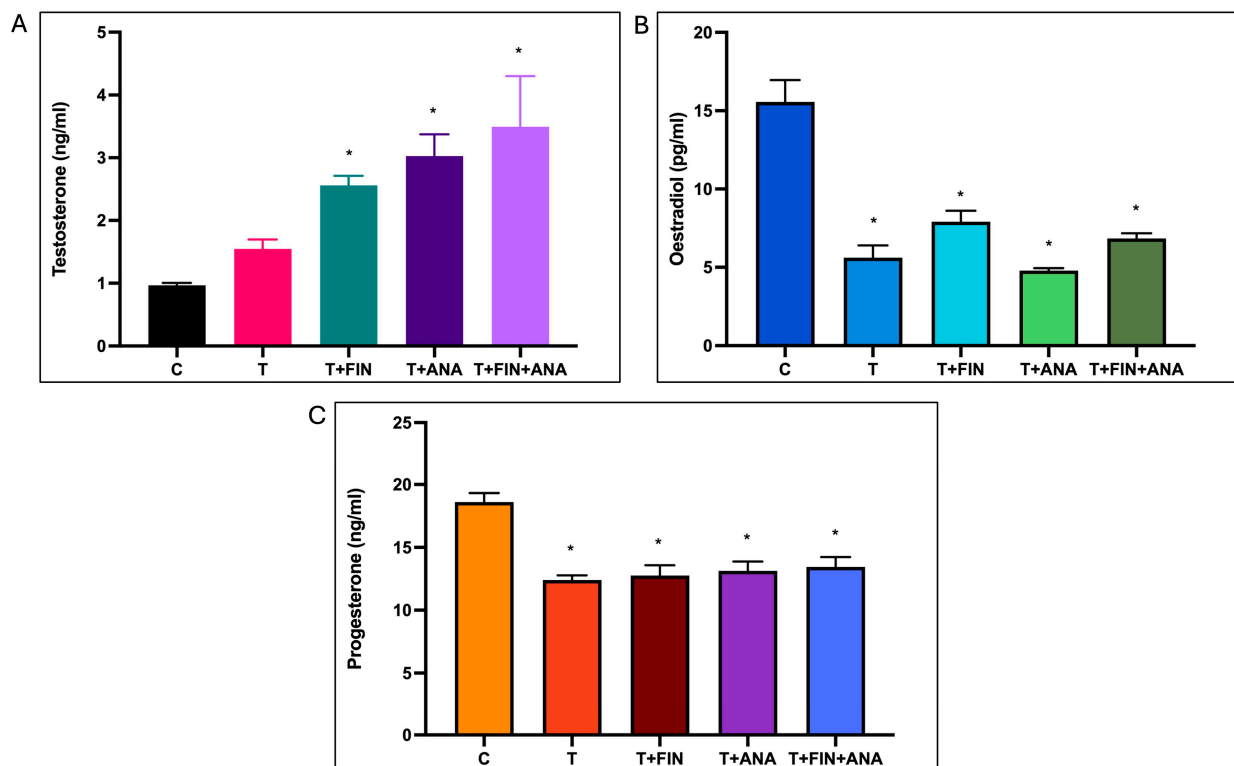 A
Testosterone (ng/ml)
5
4
3
2
1
0
*
*
*
C T T+FIN T+ANA T+FIN+ANA
B
Oestradiol (pg/ml)
20
15
10
5
0
*
*
*
*
C T T+FIN T+ANA T+FIN+ANA
C
Progesterone (ng/ml)
25
20
15
10
5
0
* * * *
C T T+FIN T+ANA T+FIN+ANA